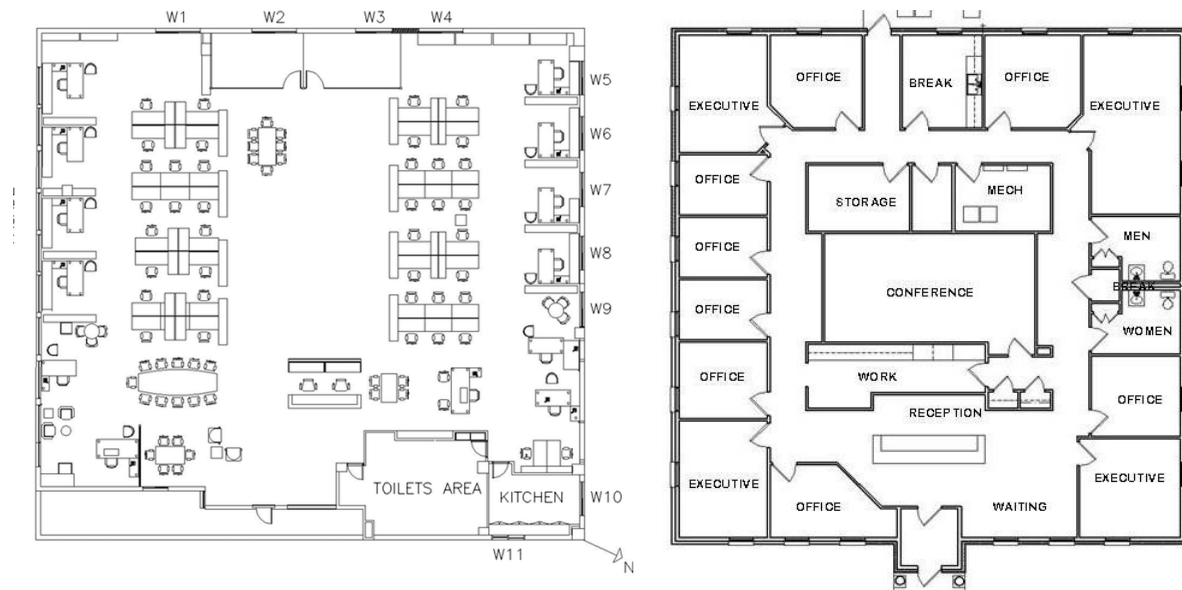 W1
W2
W3
W4
W5
W6
W7
W8
W9
TOILETS AREA
KITCHEN
W10
W11
N
OFFICE
BREAK
OFFICE
EXECUTIVE
EXECUTIVE
OFFICE
STORAGE
MECH
OFFICE
MEN
CONFERENCE
BREAK
OFFICE
WOMEN
OFFICE
WORK
OFFICE
RECEPTION
EXECUTIVE
EXECUTIVE
OFFICE
WAITING